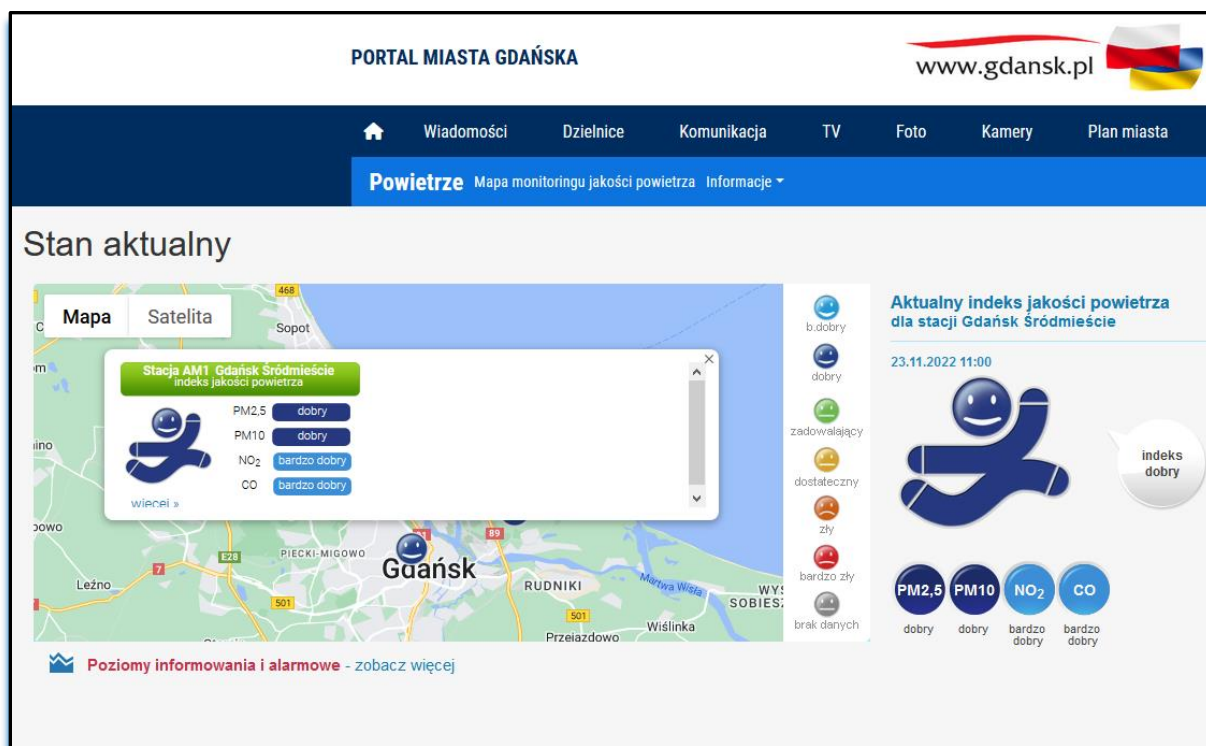 PORTAL MIASTA GDAŃSKA
www.gdansk.pl
Wiadomości Dzielnice Komunikacja TV Foto Kamery Plan miasta
Powietrze Mapa monitoringu jakości powietrza Informacje
Stan aktualny
Mapa Satelita
468
Sopot
Stacja AM1 Gdańsk Śródmieście
indeks jakości powietrza
PM2,5 dobry
PM10 dobry
NO2 bardzo dobry
CO bardzo dobry
więcej »
89
E28
PIECKI-MIGOWO
7
Gdańsk
Leźno
RUDNIKI
Martwa Wisła
501
501
Wiślinka
Przejazdowo
b.dobry
dobry
zadowalający
dostateczny
zły
bardzo zły
brak danych
Aktualny indeks jakości powietrza
dla stacji Gdańsk Śródmieście
23.11.2022 11:00
indeks
dobry
PM2,5 PM10 NO2 CO
dobry dobry bardzo dobry bardzo dobry
Poziomy informowania i alarmowe - zobacz więcej